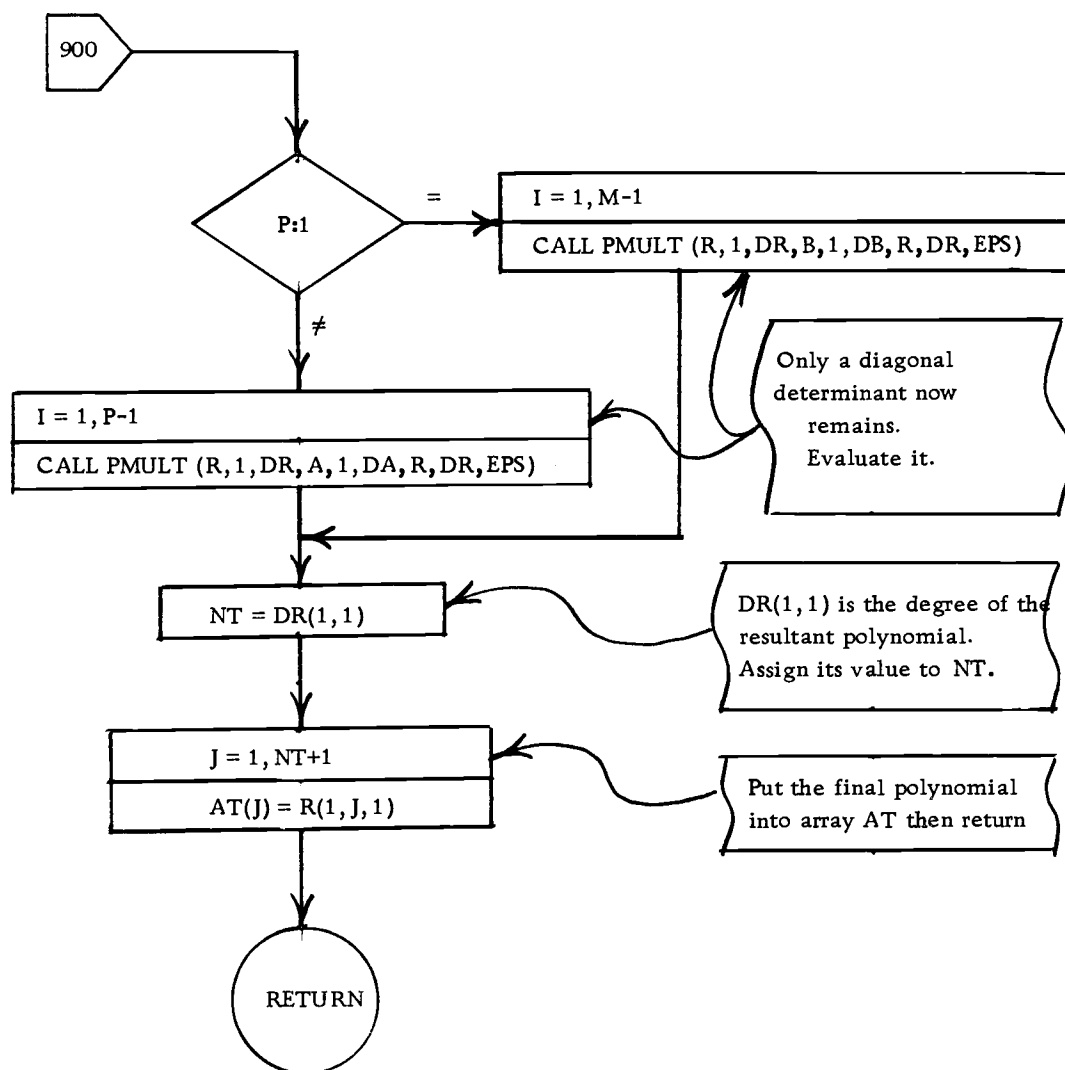 900
P:1
=
I = 1, M-1
CALL PMULT (R, 1, DR, B, 1, DB, R, DR, EPS)
≠
Only a diagonal
determinant now
remains.
Evaluate it.
I = 1, P-1
CALL PMULT (R, 1, DR, A, 1, DA, R, DR, EPS)
NT = DR(1, 1)
DR(1, 1) is the degree of the
resultant polynomial.
Assign its value to NT.
J = 1, NT+1
AT(J) = R(1, J, 1)
Put the final polynomial
into array AT then return
RETURN